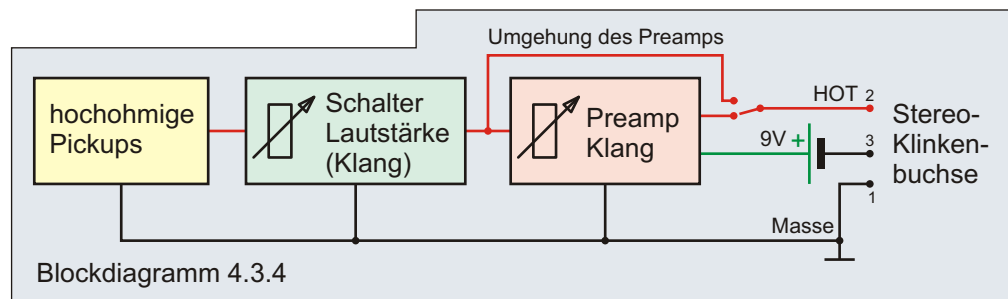 Umgehung des Preamps
hochohmige
Pickups
Schalter
Lautstärke
(Klang)
Preamp
Klang
HOT 2
9V +
3
1
Stereo-
Klinken-
buchse
Masse
Blockdiagramm 4.3.4